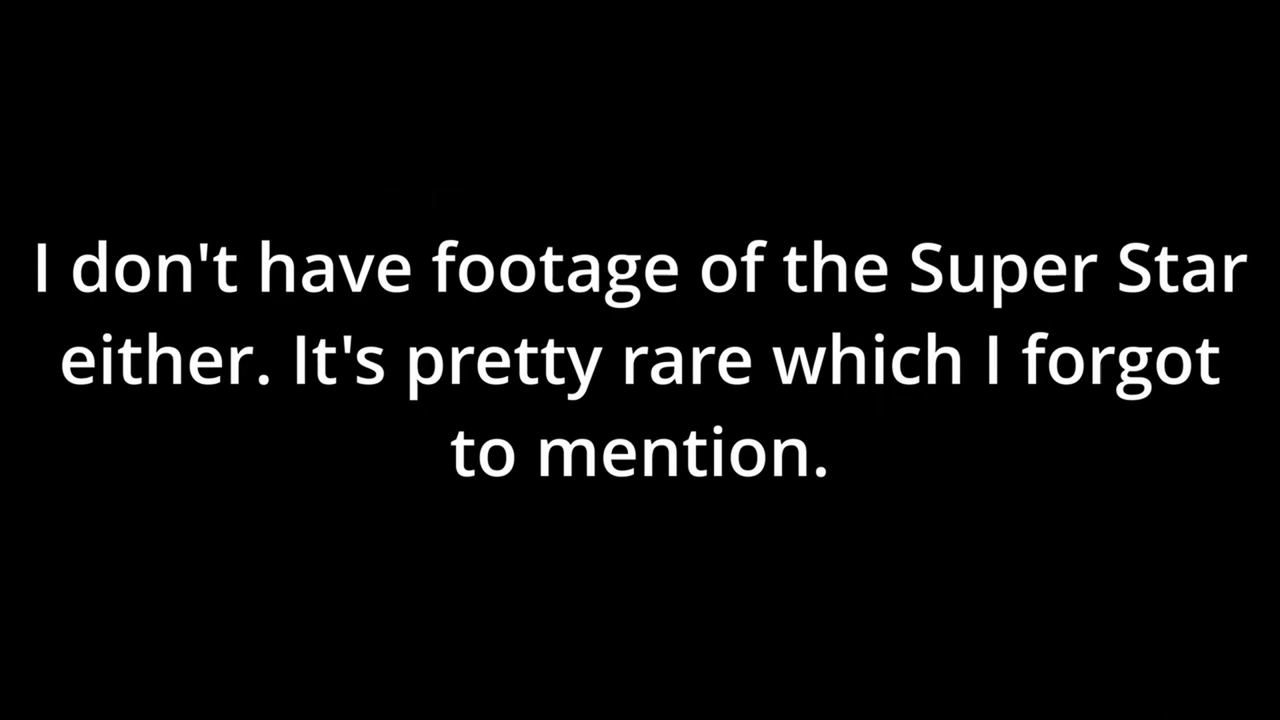 I don't have footage of the Super Star
either. It's pretty rare which I forgot
to mention.